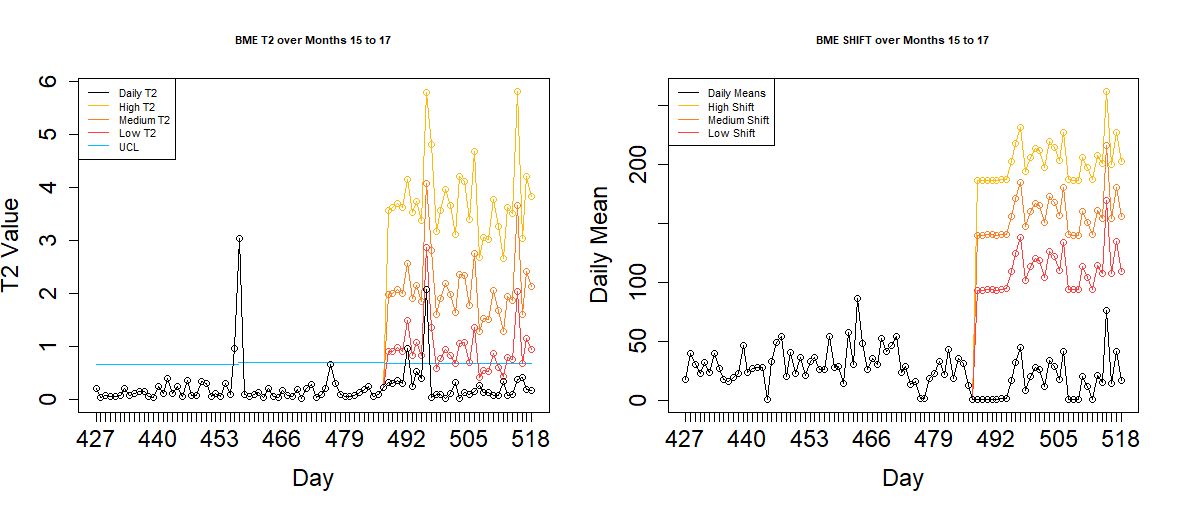 BME T2 over Months 15 to 17
Daily T2
High T2
Medium T2
Low T2
UCL
T2 Value
0
1
2
3
4
5
6
427 440 453 466 479 492 505 518
Day
BME SHIFT over Months 15 to 17
Daily Means
High Shift
Medium Shift
Low Shift
Daily Mean
0
50
100
200
427 440 453 466 479 492 505 518
Day